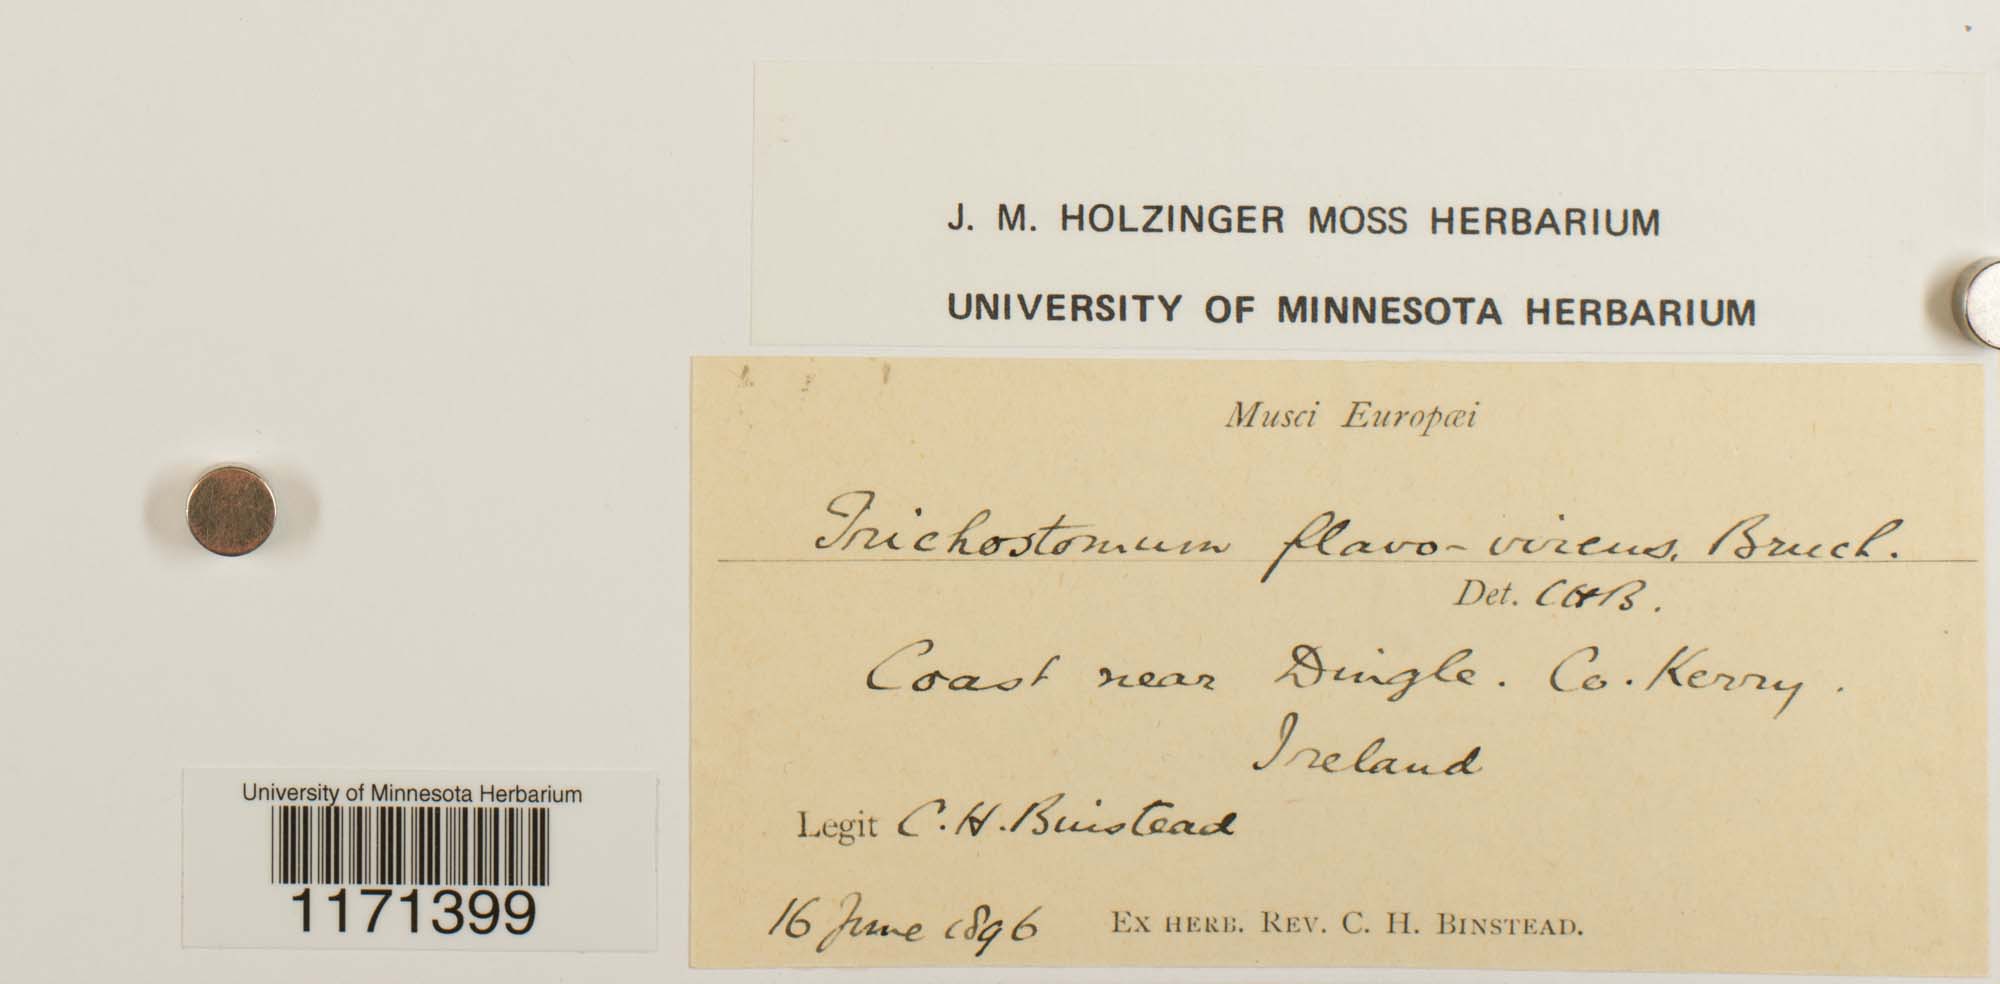 J. M. HOLZINGER MOSS HERBARIUM
UNIVERSITY OF MINNESOTA HERBARIUM
Musci Europæi
Trichostomum flavo-virens. Bruch.
Det. CHB.
Coast near Dingle. Co. Kerry.
Ireland
Legit C. H. Binstead
16 June 1896 EX HERB. REV. C. H. BINSTEAD.
University of Minnesota Herbarium
1171399